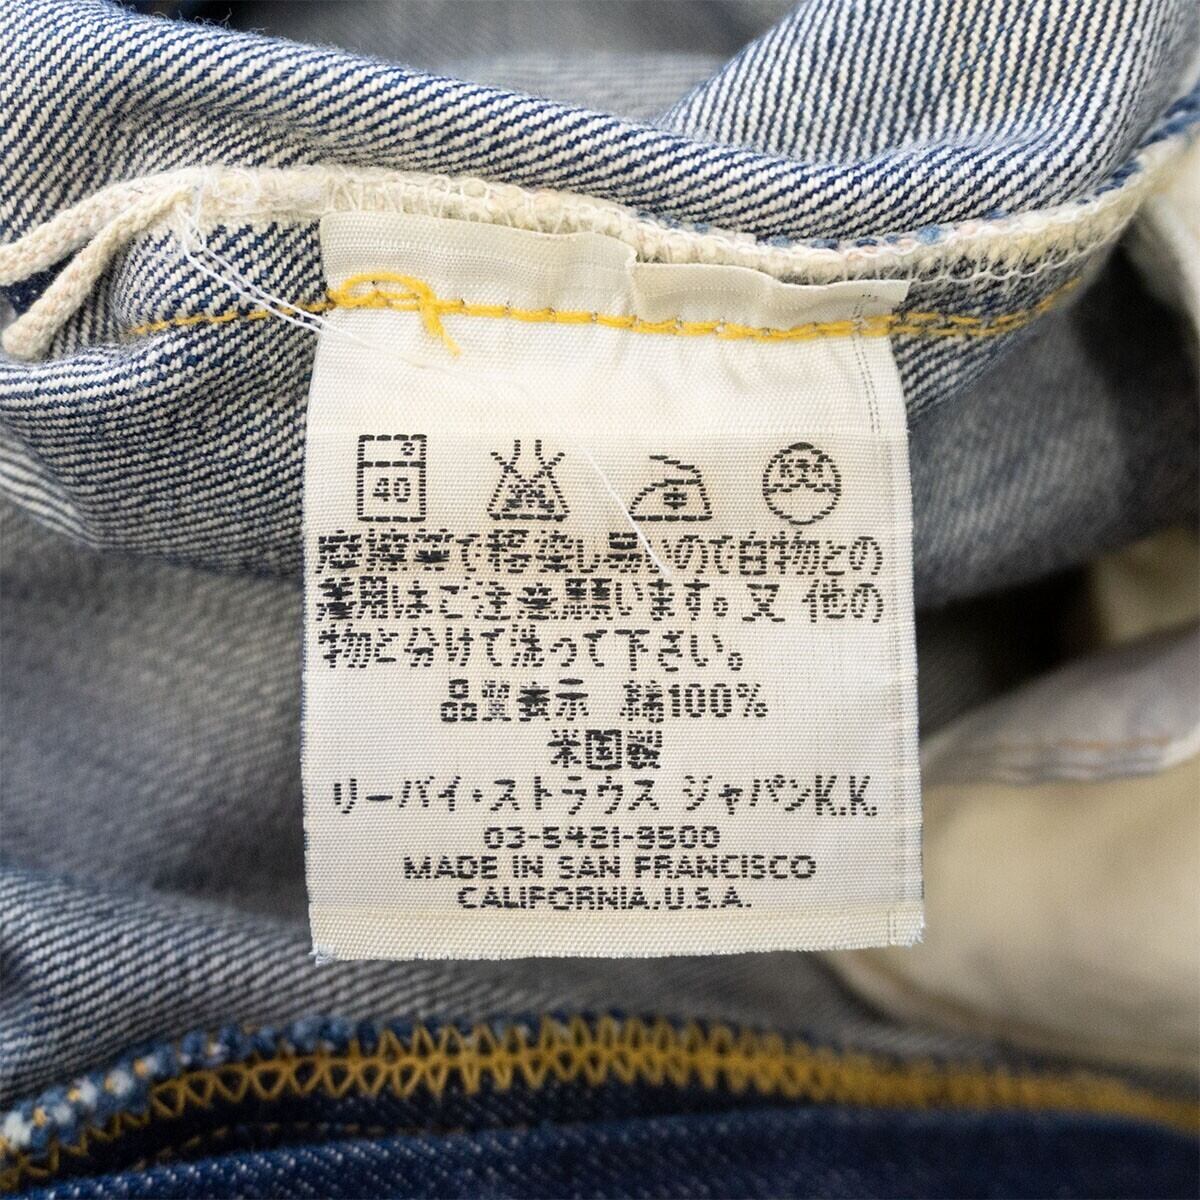 40
摩擦等で移染し易いので白物との
着用はご注意願います。又 他の
物と分けて洗って下さい。
品質表示 綿100%
米国製
リーバイ・ストラウス ジャパンK.K.
03-5421-9500
MADE IN SAN FRANCISCO
CALIFORNIA.U.S.A.